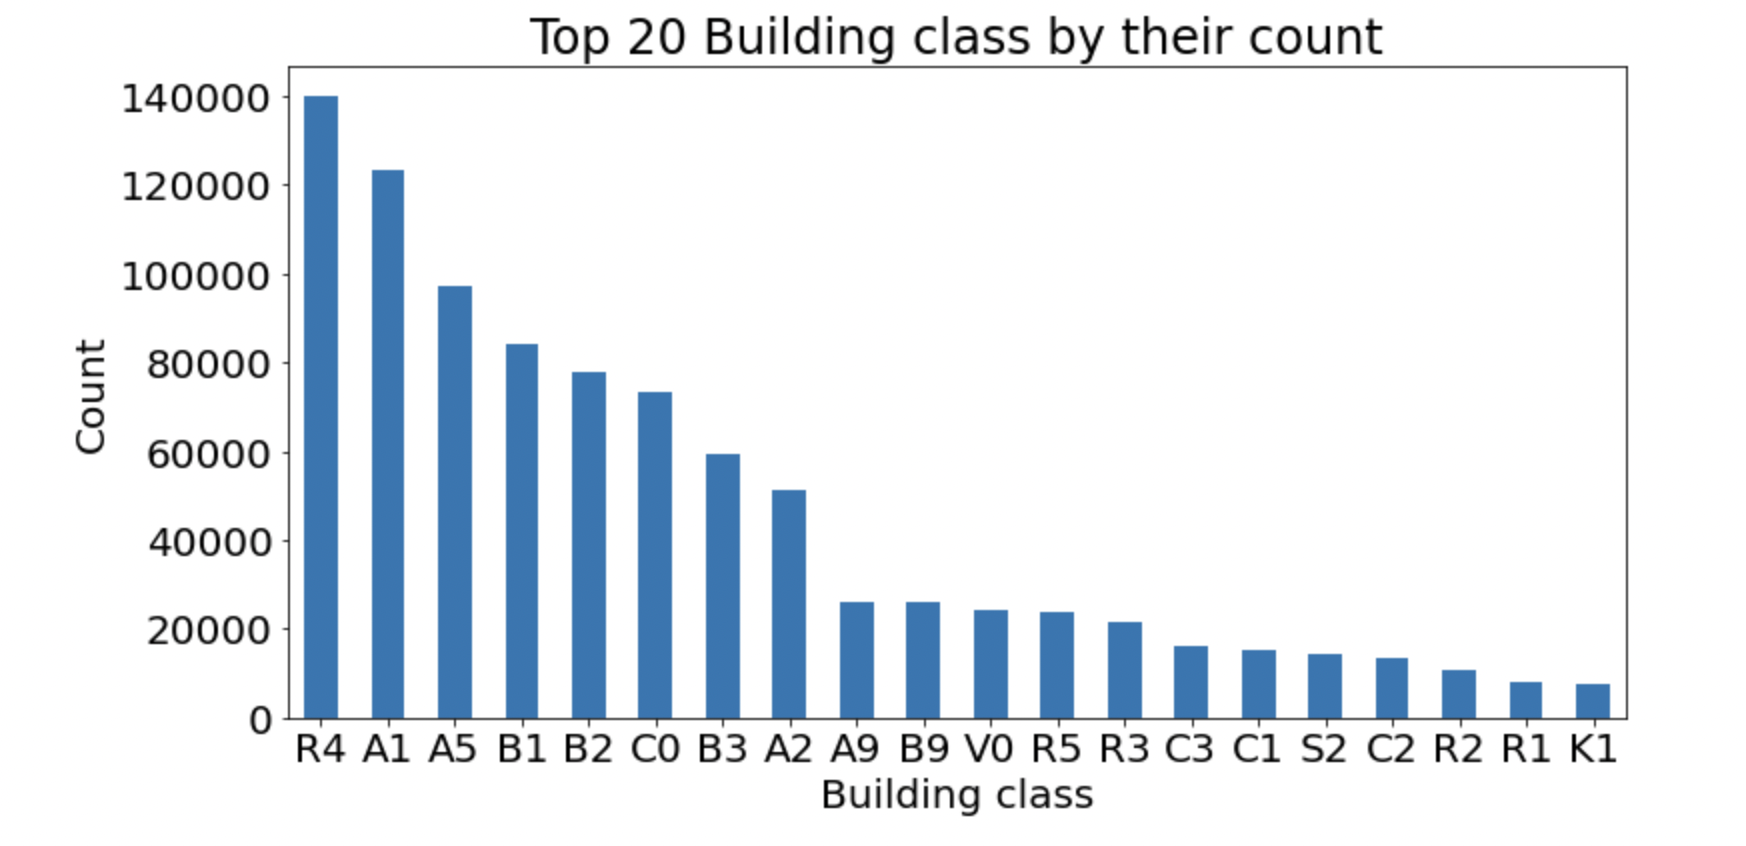 Top 20 Building class by their count
140000
120000
100000
80000
60000
40000
20000
0
Count
R4 A1 A5 B1 B2 C0 B3 A2 A9 B9 V0 R5 R3 C3 C1 S2 C2 R2 R1 K1
Building class